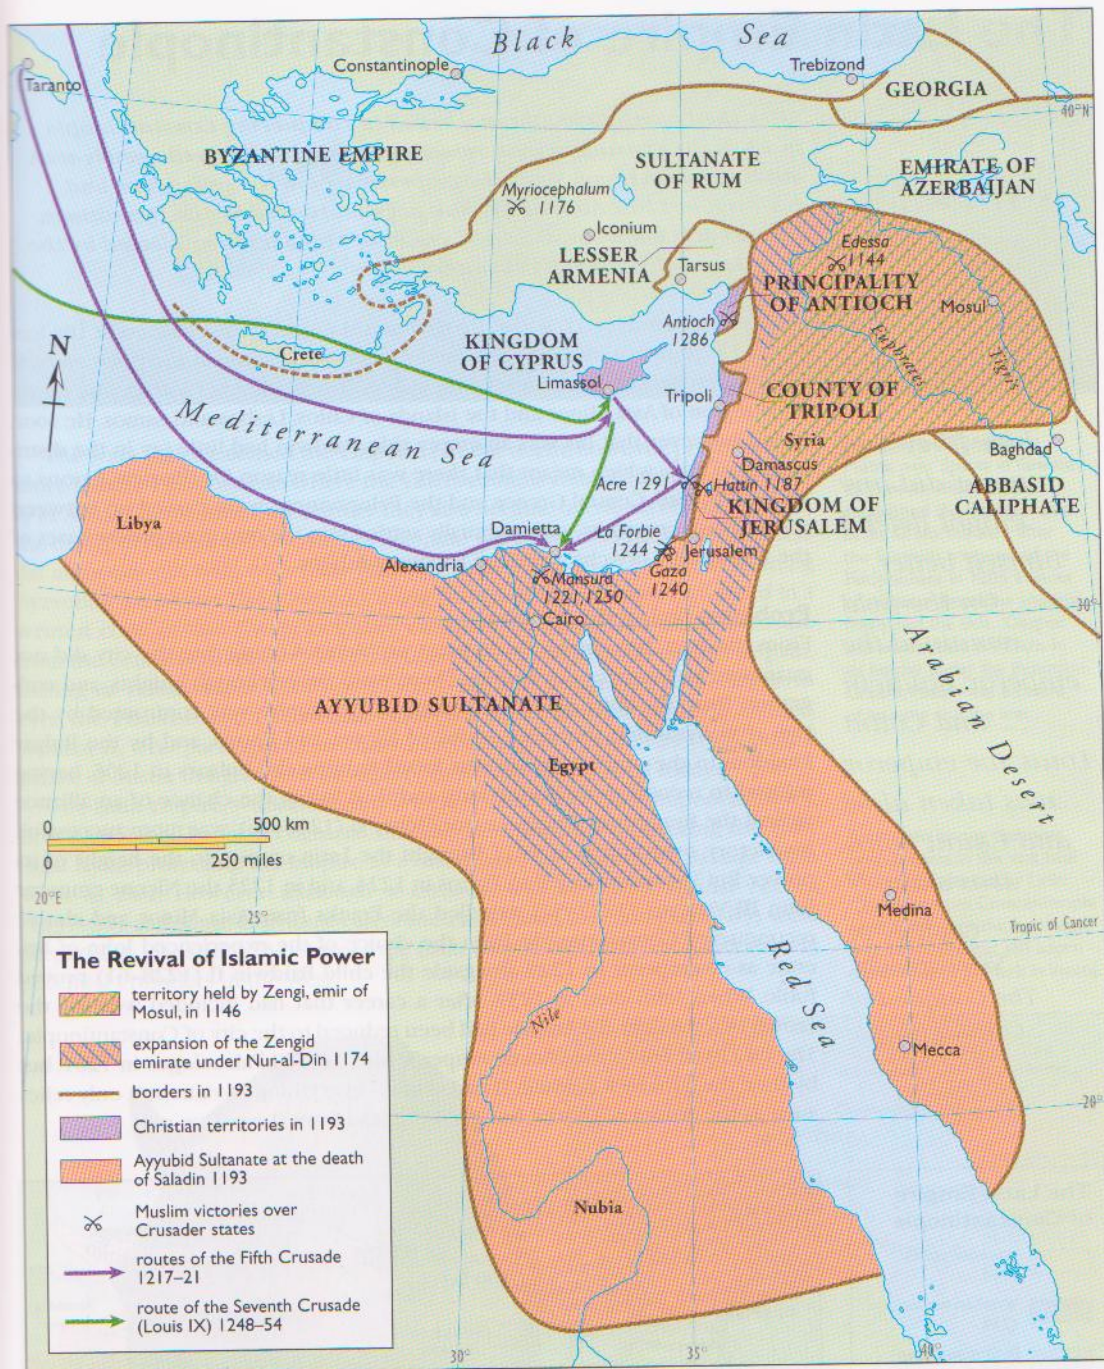 Black Sea
Constantinople
Trebizond
Taranto
GEORGIA
40°N
BYZANTINE EMPIRE
SULTANATE
OF RUM
EMIRATE OF
AZERBAIJAN
Myriocephalum
1176
Iconium
LESSER
ARMENIA
Tarsus
Edessa
1144
PRINCIPALITY
OF ANTIOCH
Mosul
Antioch
1286
N
Crete
KINGDOM
OF CYPRUS
Limassol
Euphrates
Tigris
Tripoli
COUNTY OF
TRIPOLI
Syria
Mediterranean Sea
Baghdad
Damascus
Acre 1291
Hattin 1187
ABBASID
CALIPHATE
KINGDOM OF
JERUSALEM
Libya
Damietta
La Forbie
1244
Jerusalem
Alexandria
Mansura
1221, 1250
Gaza
1240
Cairo
30°
Arabian Desert
AYYUBID SULTANATE
Egypt
0 500 km
0 250 miles
20°E
25°
Medina
Tropic of Cancer
Red Sea
Nile
Mecca
20°
Nubia
30°
35°
40°
The Revival of Islamic Power
territory held by Zengi, emir of
Mosul, in 1146
expansion of the Zengid
emirate under Nur-al-Din 1174
borders in 1193
Christian territories in 1193
Ayyubid Sultanate at the death
of Saladin 1193
Muslim victories over
Crusader states
routes of the Fifth Crusade
1217–21
route of the Seventh Crusade
(Louis IX) 1248–54